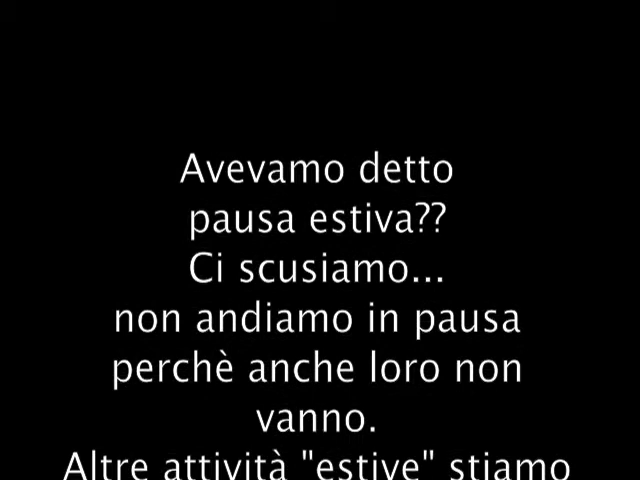 Avevamo detto
pausa estiva??
Ci scusiamo...
non andiamo in pausa
perchè anche loro non
vanno.
Altre attività "estive" stiamo